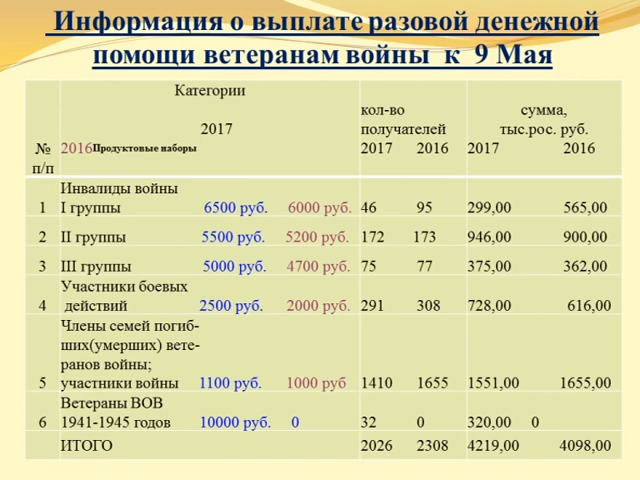 Информация о выплате разовой денежной
помощи ветеранам войны к 9 Мая
№ п/п Категории кол-во получателей сумма, тыс.рос. руб.
2017
2016 Продуктовые наборы 2017 2016 2017 2016
Инвалиды войны
1 I группы 6500 руб. 6000 руб. 46 95 299,00 565,00
2 II группы 5500 руб. 5200 руб. 172 173 946,00 900,00
3 III группы 5000 руб. 4700 руб. 75 77 375,00 362,00
Участники боевых
4 действий 2500 руб. 2000 руб. 291 308 728,00 616,00
Члены семей погиб-
ших(умерших) вете-
ранов войны;
5 участники войны 1100 руб. 1000 руб 1410 1655 1551,00 1655,00
Ветераны ВОВ
6 1941-1945 годов 10000 руб. 0 32 0 320,00 0
ИТОГО 2026 2308 4219,00 4098,00